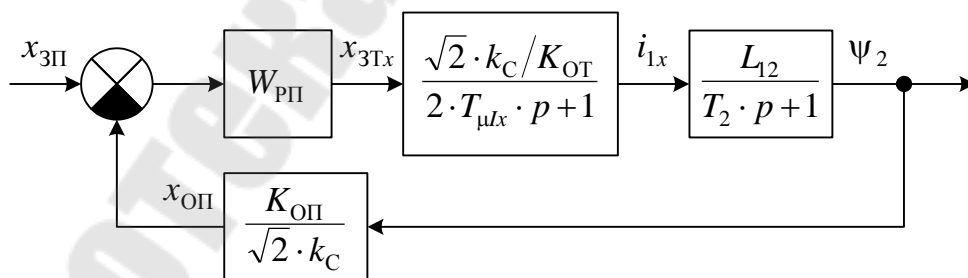 x_ЗП
W_РП
x_ЗТx
√2 · k_C / K_ОТ
2 · T_μIx · p + 1
i_1x
L_12
T_2 · p + 1
ψ_2
x_ОП
K_ОП
√2 · k_C